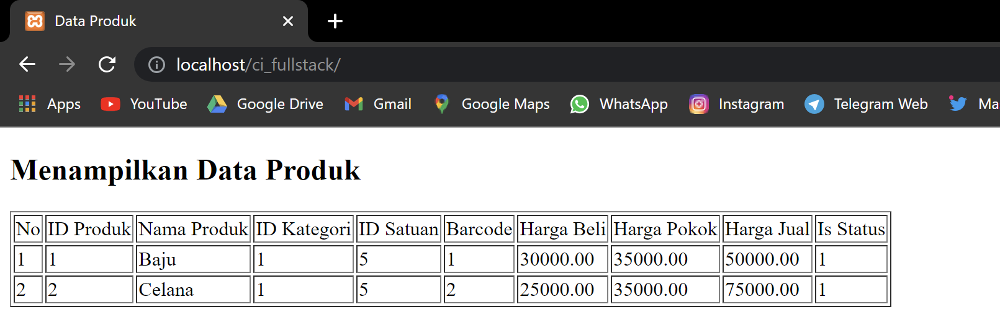 Data Produk
localhost/ci_fullstack/
Apps YouTube Google Drive Gmail Google Maps WhatsApp Instagram Telegram Web Ma
Menampilkan Data Produk
No ID Produk Nama Produk ID Kategori ID Satuan Barcode Harga Beli Harga Pokok Harga Jual Is Status
1 1 Baju 1 5 1 30000.00 35000.00 50000.00 1
2 2 Celana 1 5 2 25000.00 35000.00 75000.00 1